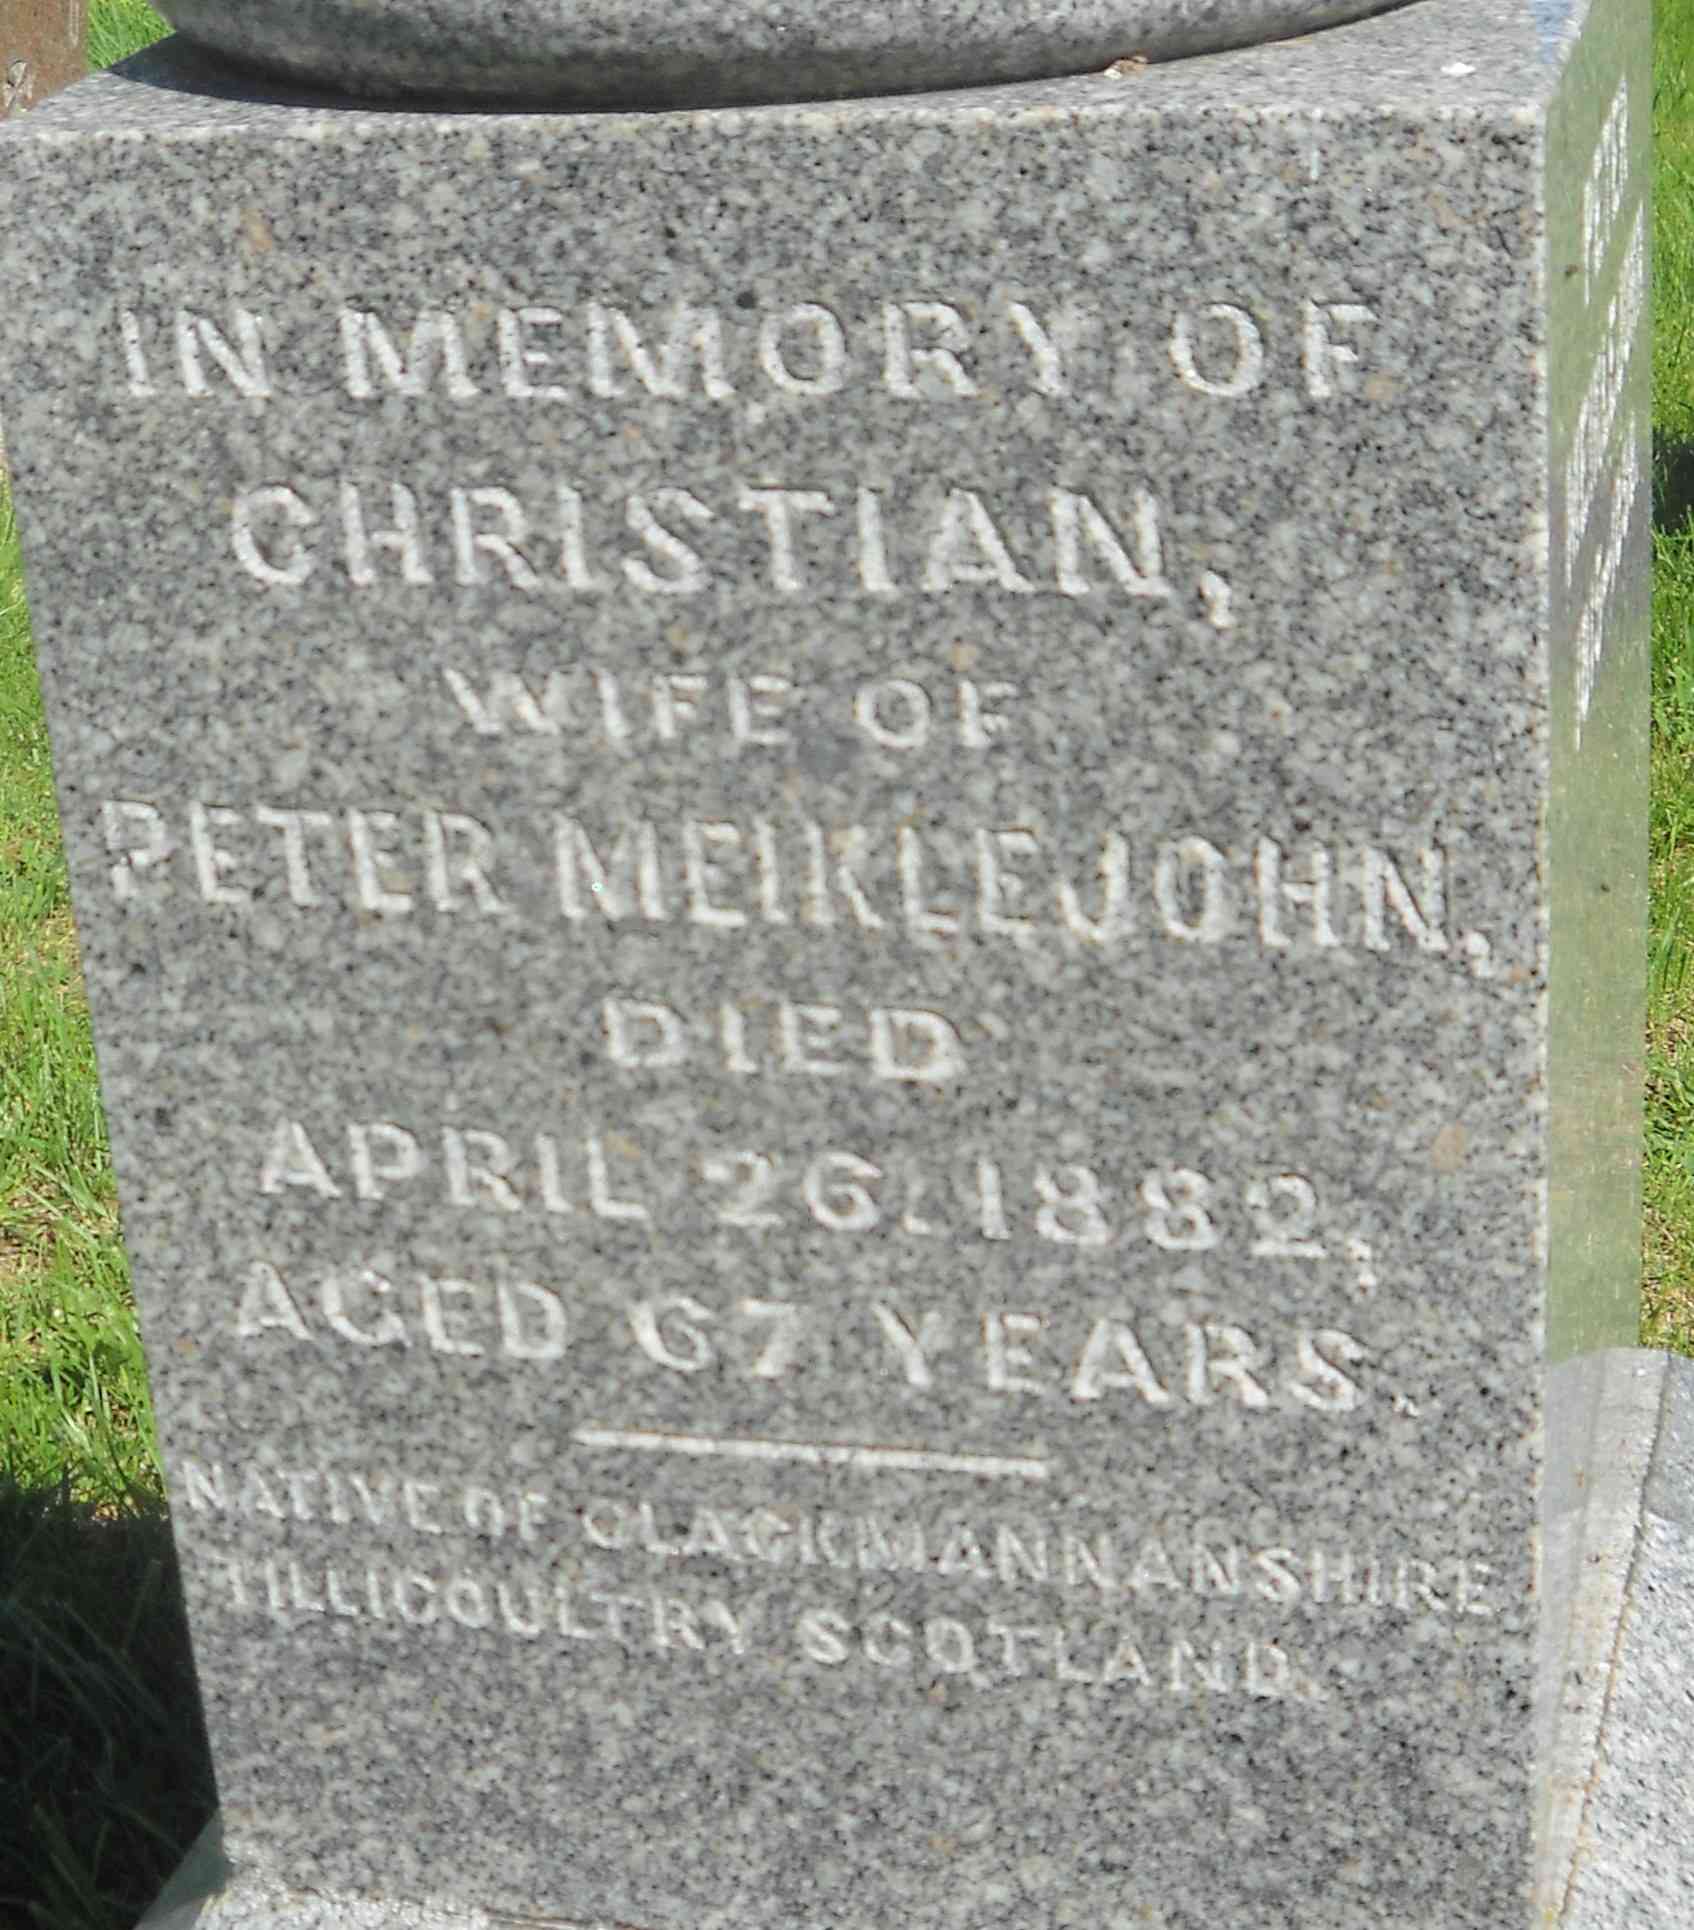 IN MEMORY OF
CHRISTIAN,
WIFE OF
PETER MEIKLEJOHN,
DIED
APRIL 26. 1882,
AGED 67 YEARS.
NATIVE OF CLACKMANNANSHIRE
TILLICOULTRY SCOTLAND.